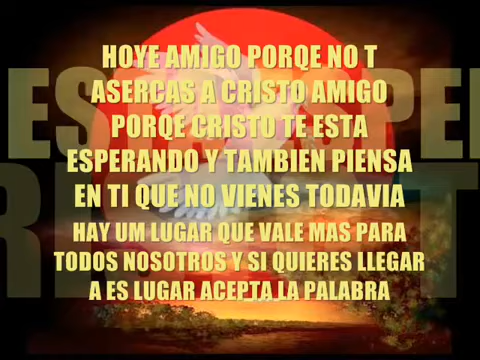 HOYE AMIGO PORQE NO T
ASERCAS A CRISTO AMIGO
PORQE CRISTO TE ESTA
ESPERANDO Y TAMBIEN PIENSA
EN TI QUE NO VIENES TODAVIA
HAY UM LUGAR QUE VALE MAS PARA
TODOS NOSOTROS Y SI QUIERES LLEGAR
A ES LUGAR ACEPTA LA PALABRA